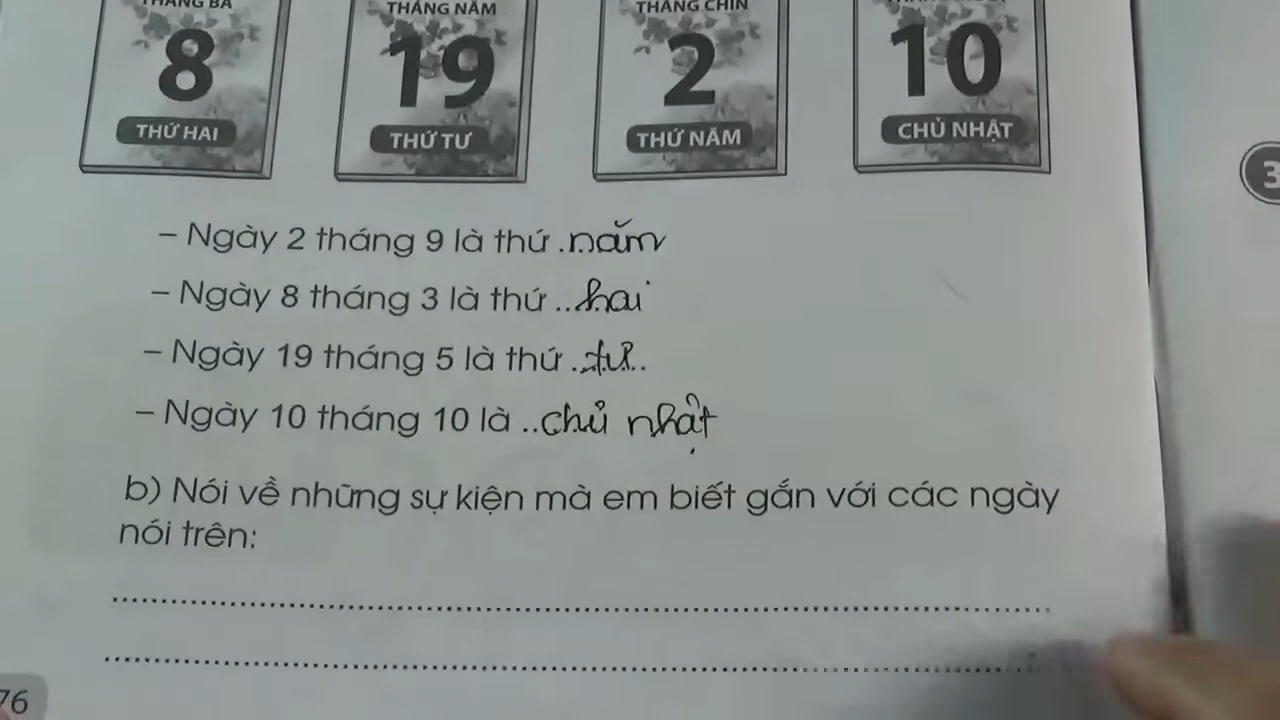 THÁNG BA THÁNG NĂM THÁNG CHÍN
8 19 2 10
THỨ HAI THỨ TƯ THỨ NĂM CHỦ NHẬT
3
– Ngày 2 tháng 9 là thứ .năm
– Ngày 8 tháng 3 là thứ ..hai
– Ngày 19 tháng 5 là thứ .tư..
– Ngày 10 tháng 10 là ..chủ nhật
b) Nói về những sự kiện mà em biết gắn với các ngày
nói trên:
76